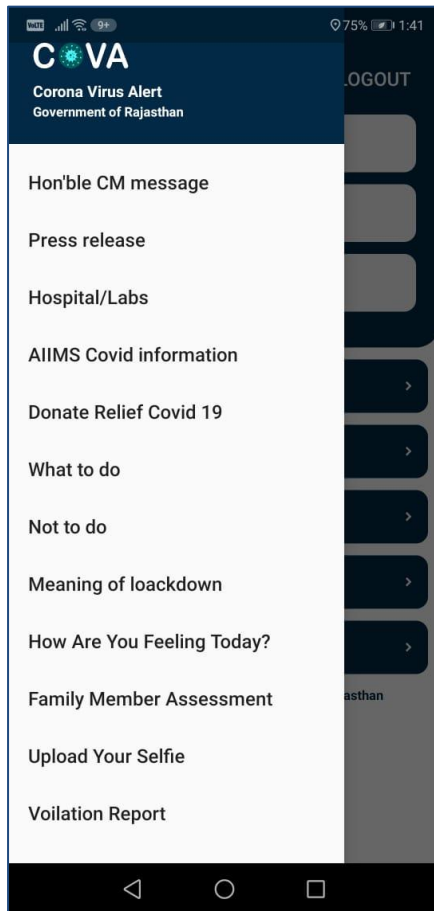 VoLTE 9+ 75% 1:41
COVA
Corona Virus Alert
Government of Rajasthan
LOGOUT
Hon'ble CM message
Press release
Hospital/Labs
AIIMS Covid information
Donate Relief Covid 19
What to do
Not to do
Meaning of loackdown
How Are You Feeling Today?
Family Member Assessment
asthan
Upload Your Selfie
Voilation Report